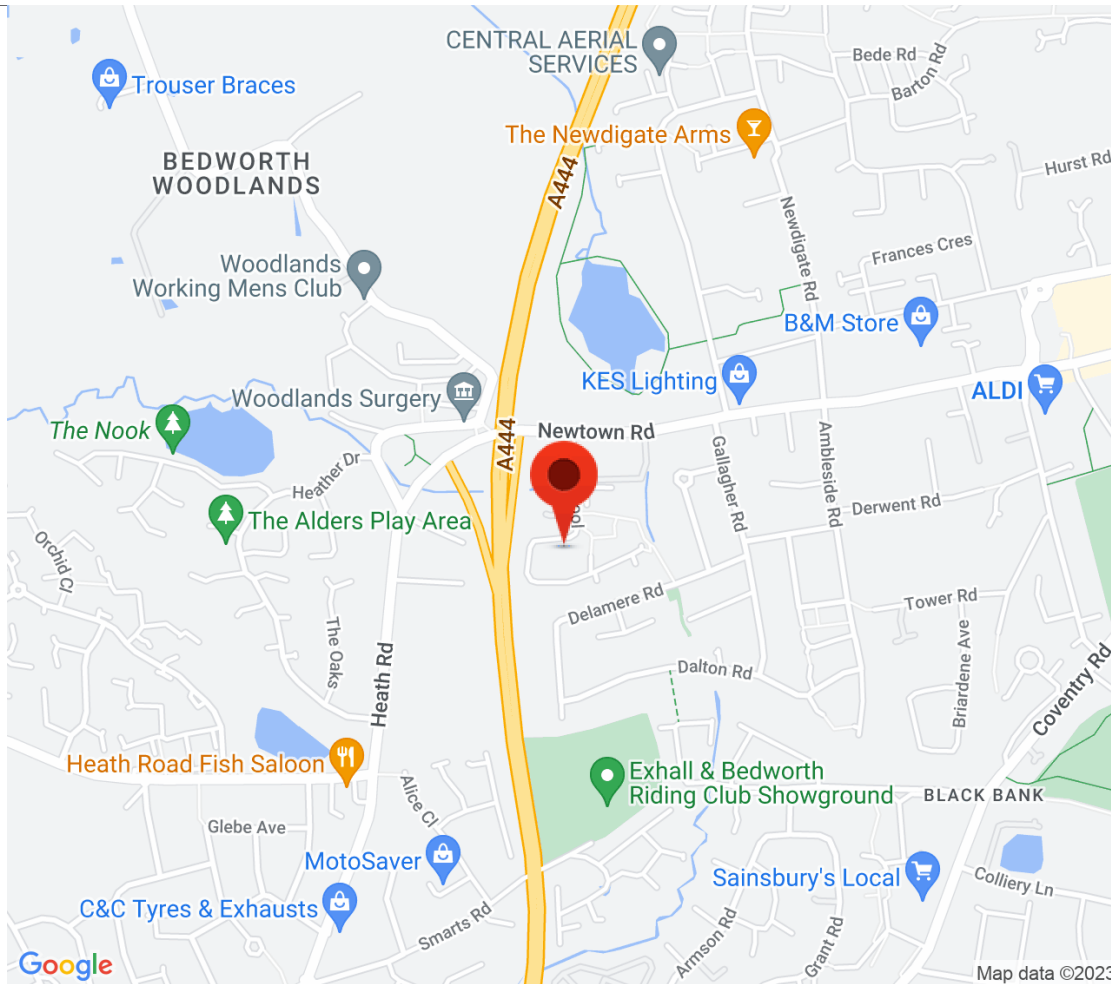 CENTRAL AERIAL
SERVICES
Bede Rd
Barton Rd
Trouser Braces
The Newdigate Arms
BEDWORTH
WOODLANDS
Hurst Rd
A444
Newdigate Rd
Frances Cres
Woodlands
Working Mens Club
B&M Store
KES Lighting
ALDI
Woodlands Surgery
The Nook
Newtown Rd
A444
Gallagher Rd
Ambleside Rd
Heather Dr
Derwent Rd
The Alders Play Area
Orchid Cl
Delamere Rd
Tower Rd
The Oaks
Heath Rd
Dalton Rd
Briardene Ave
Coventry Rd
Heath Road Fish Saloon
Exhall & Bedworth
Riding Club Showground
BLACK BANK
Alice Cl
Glebe Ave
MotoSaver
Sainsbury's Local
Colliery Ln
C&C Tyres & Exhausts
Smarts Rd
Armson Rd
Grant Rd
Google
Map data ©2023